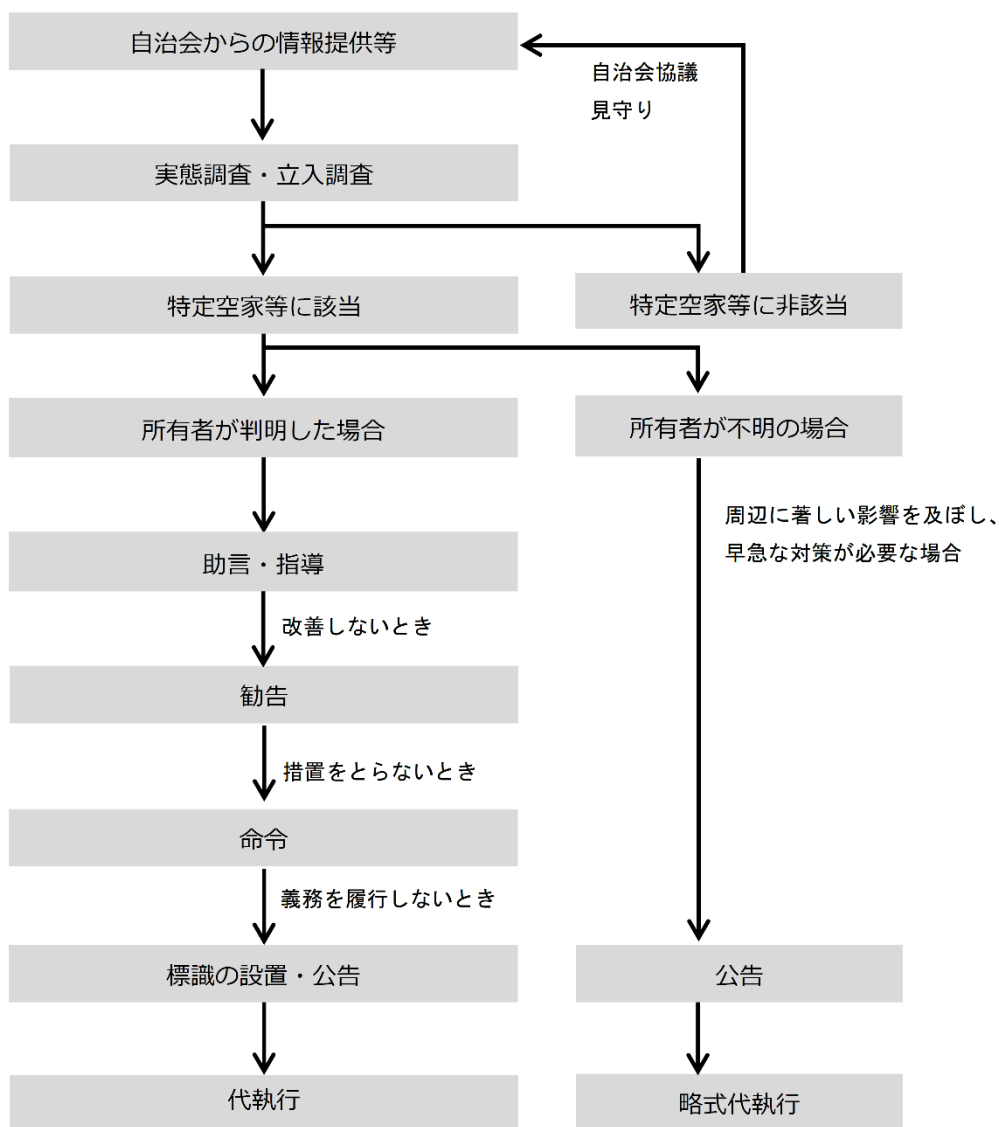 自治会からの情報提供等
自治会協議
見守り
実態調査・立入調査
特定空家等に該当
特定空家等に非該当
所有者が判明した場合
所有者が不明の場合
周辺に著しい影響を及ぼし、
早急な対策が必要な場合
助言・指導
改善しないとき
勧告
措置をとらないとき
命令
義務を履行しないとき
標識の設置・公告
公告
代執行
略式代執行